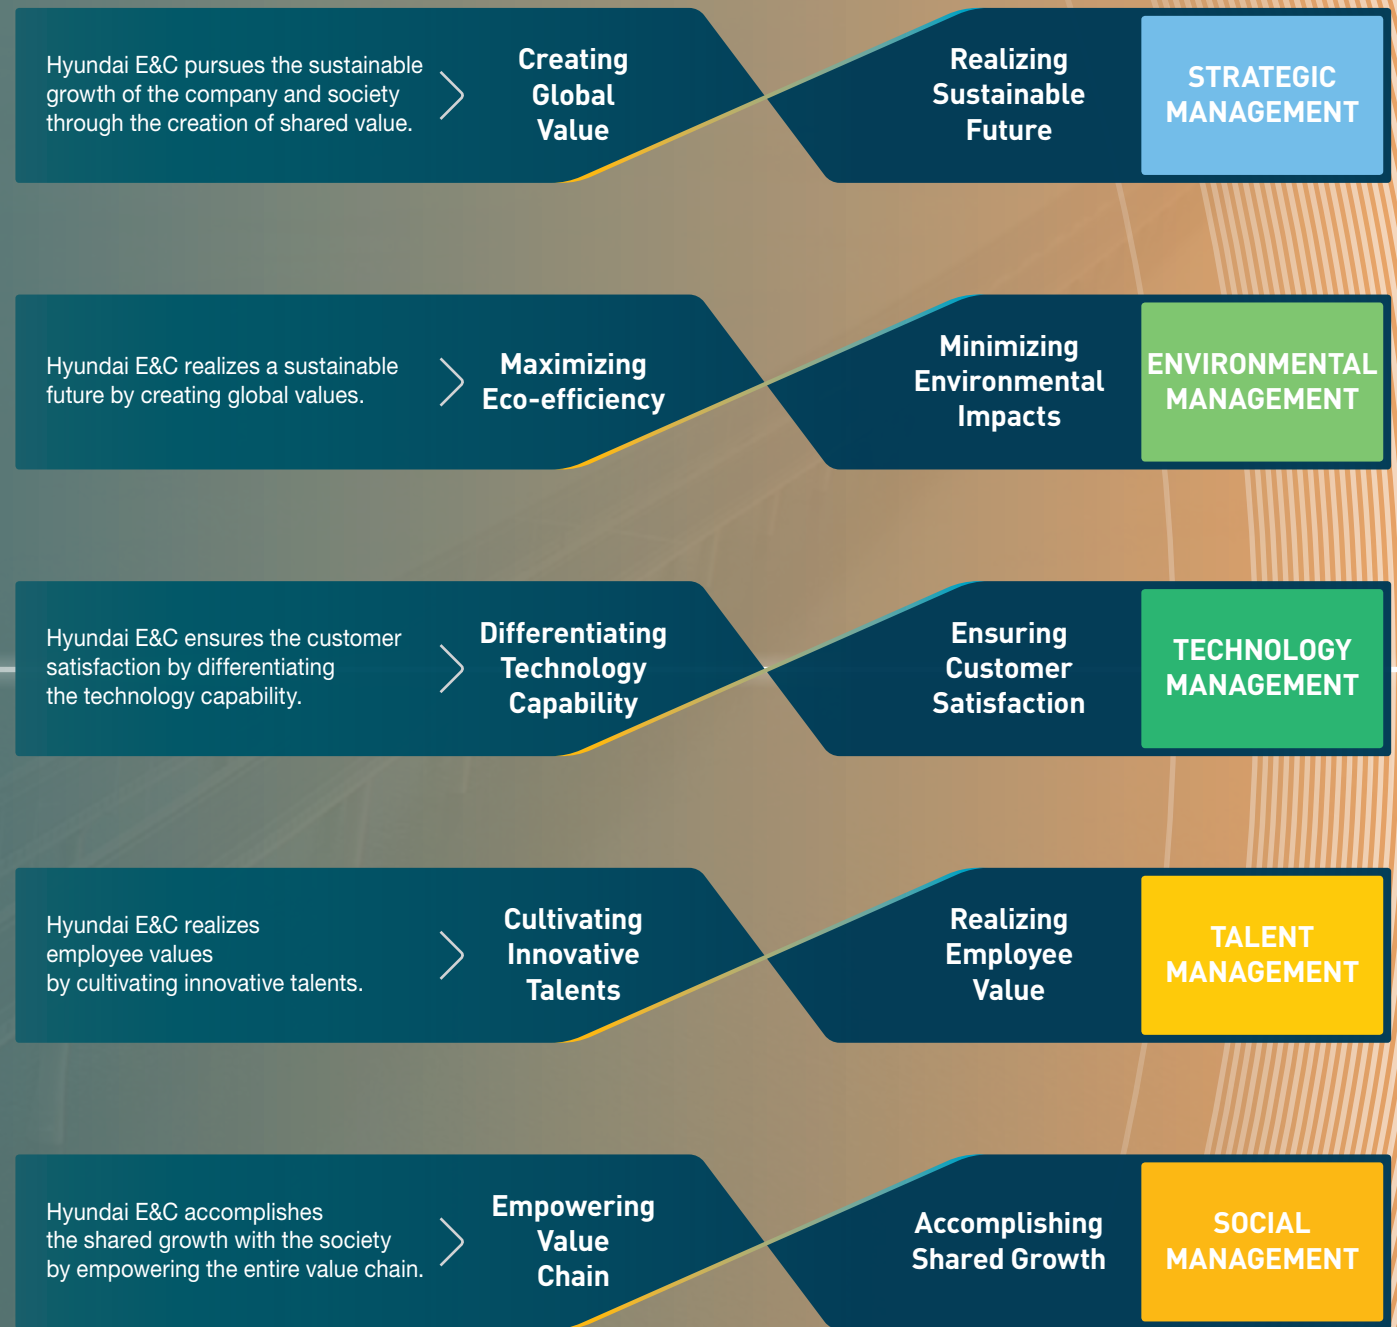 Hyundai E&C pursues the sustainable
growth of the company and society
through the creation of shared value.
Creating
Global
Value
Realizing
Sustainable
Future
STRATEGIC
MANAGEMENT
Hyundai E&C realizes a sustainable
future by creating global values.
Maximizing
Eco-efficiency
Minimizing
Environmental
Impacts
ENVIRONMENTAL
MANAGEMENT
Hyundai E&C ensures the customer
satisfaction by differentiating
the technology capability.
Differentiating
Technology
Capability
Ensuring
Customer
Satisfaction
TECHNOLOGY
MANAGEMENT
Hyundai E&C realizes
employee values
by cultivating innovative talents.
Cultivating
Innovative
Talents
Realizing
Employee
Value
TALENT
MANAGEMENT
Hyundai E&C accomplishes
the shared growth with the society
by empowering the entire value chain.
Empowering
Value
Chain
Accomplishing
Shared Growth
SOCIAL
MANAGEMENT